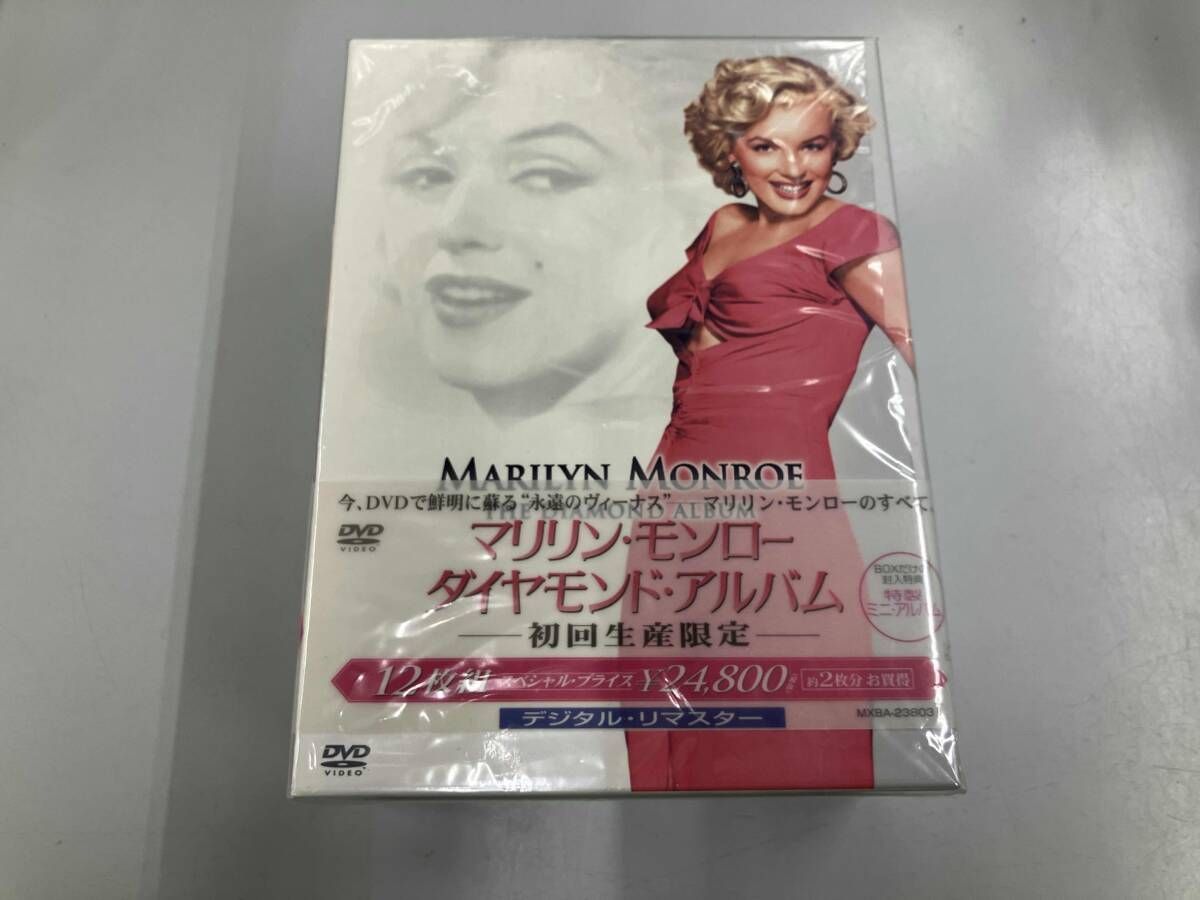 MARILYN MONROE
THE DIAMOND ALBUM
今、DVDで鮮明に蘇る“永遠のヴィーナス” マリリン・モンローのすべて。
DVD
VIDEO
マリリン・モンロー
ダイヤモンド・アルバム
初回生産限定
BOXだけの
封入特典
特製
ミニ・アルバム
12枚組 スペシャル・プライス ¥24,800 約2枚分お買得
デジタル・リマスター
MXBA-23803
DVD
VIDEO